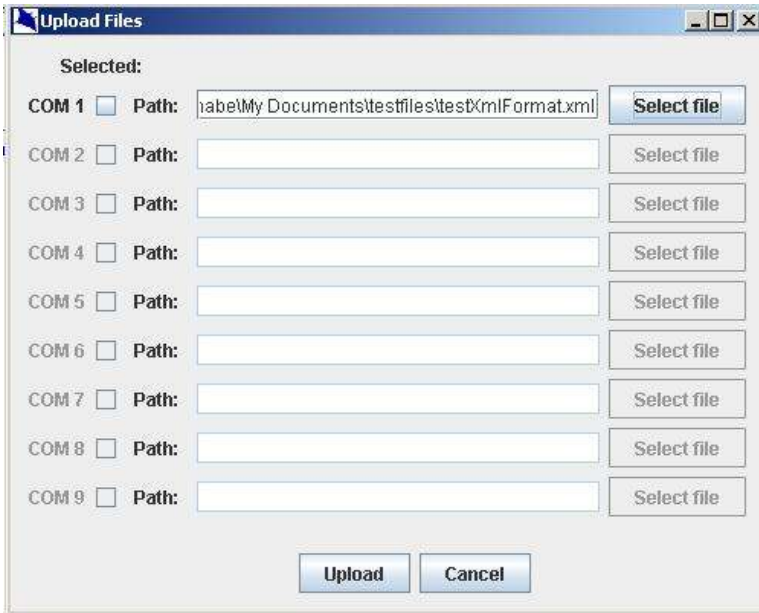 Upload Files
Selected:
COM 1 Path: habe\My Documents\testfiles\testXmlFormat.xml Select file
COM 2 Path: Select file
COM 3 Path: Select file
COM 4 Path: Select file
COM 5 Path: Select file
COM 6 Path: Select file
COM 7 Path: Select file
COM 8 Path: Select file
COM 9 Path: Select file
Upload Cancel